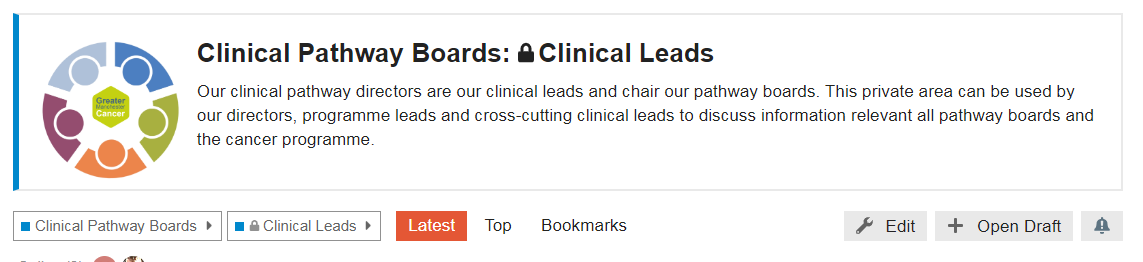 Clinical Pathway Boards: Clinical Leads
Our clinical pathway directors are our clinical leads and chair our pathway boards. This private area can be used by
our directors, programme leads and cross-cutting clinical leads to discuss information relevant all pathway boards and
the cancer programme.
Greater
Manchester
Cancer
Clinical Pathway Boards Clinical Leads Latest Top Bookmarks Edit Open Draft